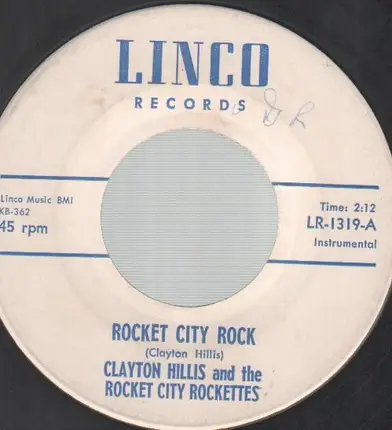 LINCO
RECORDS
Linco Music BMI
KB-362
45 rpm
Time: 2:12
LR-1319-A
Instrumental
ROCKET CITY ROCK
(Clayton Hillis)
CLAYTON HILLIS and the
ROCKET CITY ROCKETTES